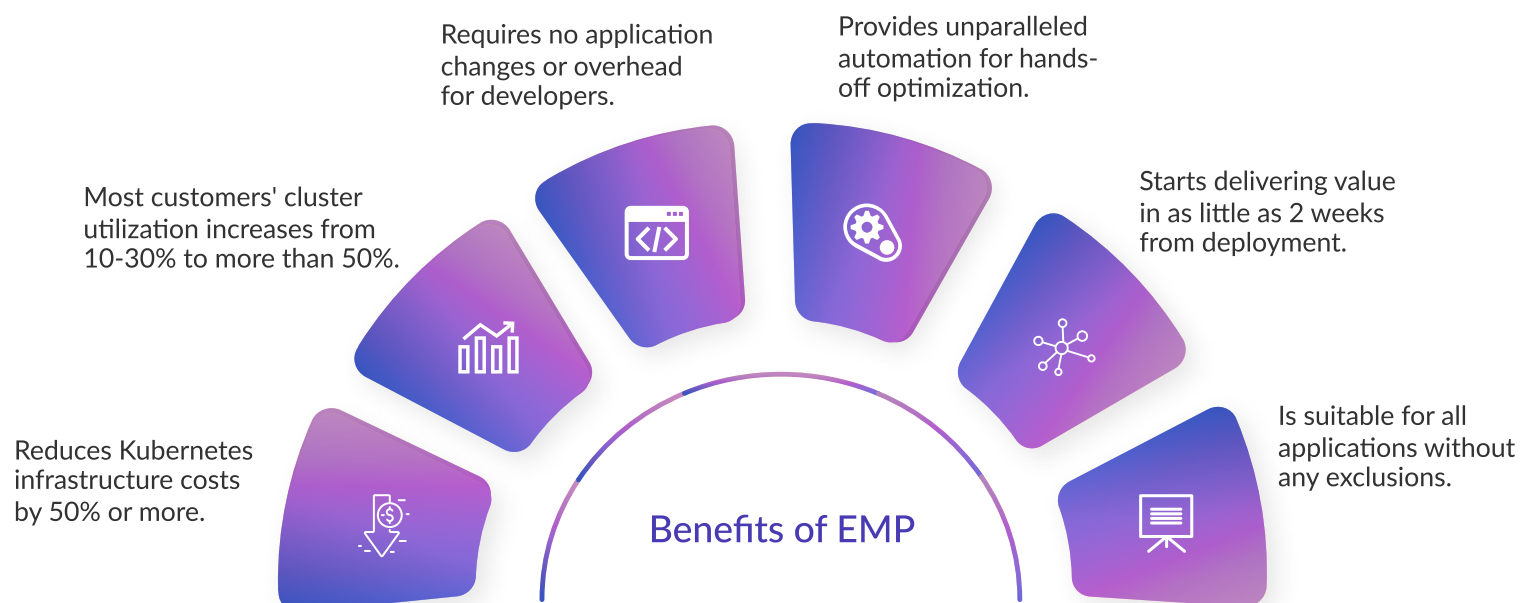 Requires no application
changes or overhead
for developers.
Provides unparalleled
automation for hands-
off optimization.
Most customers' cluster
utilization increases from
10-30% to more than 50%.
Starts delivering value
in as little as 2 weeks
from deployment.
Reduces Kubernetes
infrastructure costs
by 50% or more.
Is suitable for all
applications without
any exclusions.
Benefits of EMP